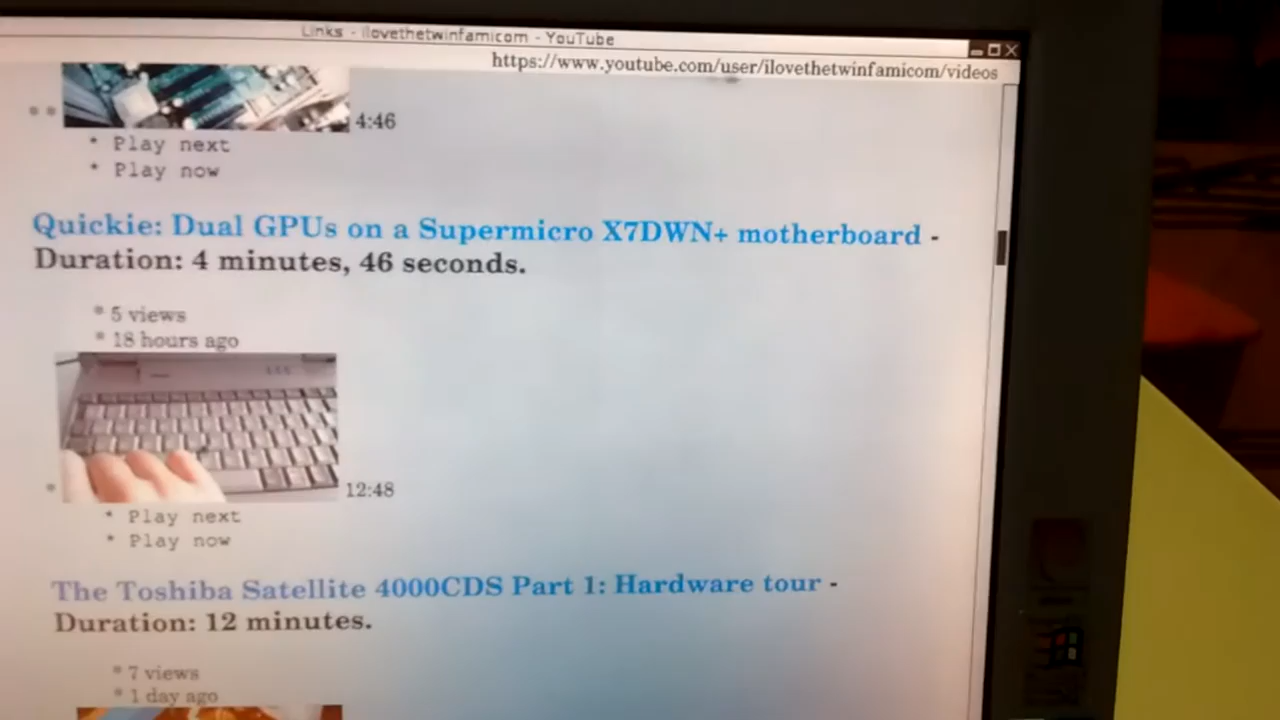 Links - ilovethetwinfamicom - YouTube
https://www.youtube.com/user/ilovethetwinfamicom/videos
4:46
* Play next
* Play now
Quickie: Dual GPUs on a Supermicro X7DWN+ motherboard -
Duration: 4 minutes, 46 seconds.
* 5 views
* 18 hours ago
* 12:48
* Play next
* Play now
The Toshiba Satellite 4000CDS Part 1: Hardware tour -
Duration: 12 minutes.
* 7 views
* 1 day ago